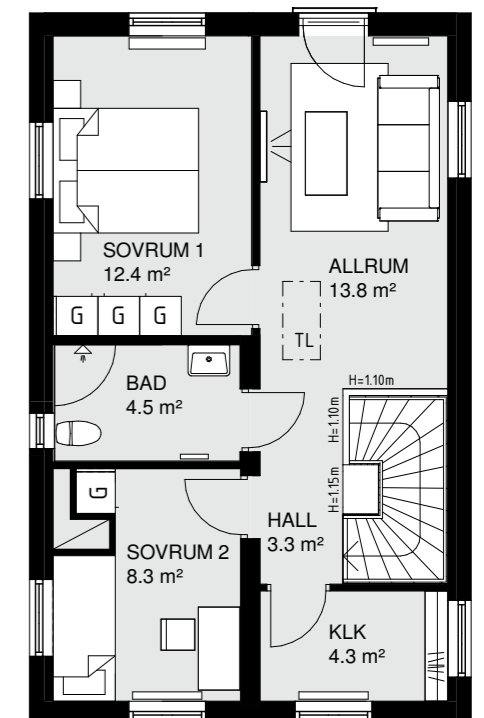 SOVRUM 1
12.4 m²
ALLRUM
13.8 m²
G G G
TL
H=1.10m
BAD
4.5 m²
H=1.10m
H=1.15m
G
HALL
3.3 m²
SOVRUM 2
8.3 m²
KLK
4.3 m²